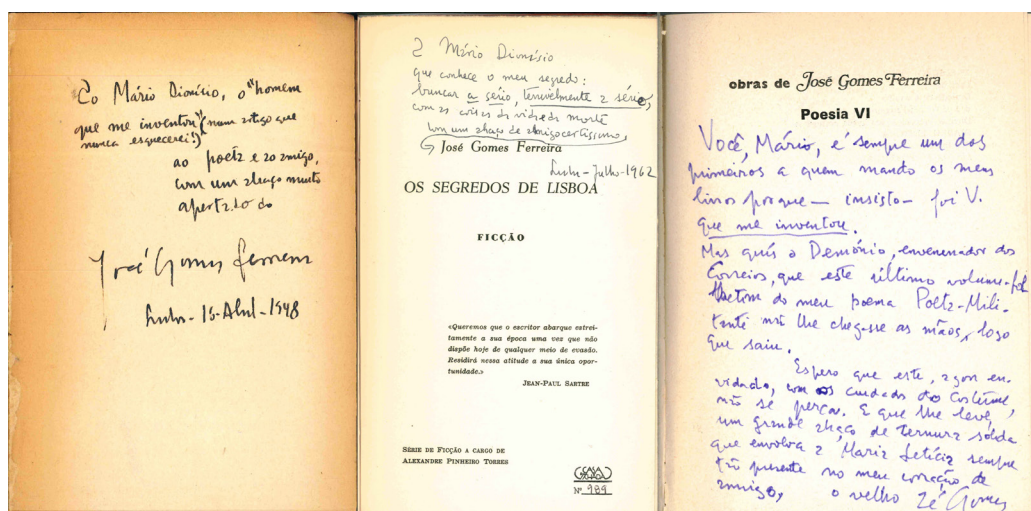 Ao Mário Dionísio, o "homem
que me inventou" (num artigo que
nunca esquecerei!)
ao poeta e ao amigo,
com um abraço muito
apertado do
José Gomes Ferreira
Lisboa - 15-Abril-1948
A Mário Dionísio
que conhece o meu segredo:
brincar a sério, terrivelmente a sério,
com as coisas da vida e da morte
com um abraço de amigo certíssimo,
José Gomes Ferreira
Lisboa - Julho - 1962
OS SEGREDOS DE LISBOA
FICÇÃO
«Queremos que o escritor abarque estrei-
tamente a sua época uma vez que não
dispõe hoje de qualquer meio de evasão.
Residirá nessa atitude a sua única opor-
tunidade.»
JEAN-PAUL SARTRE
SÉRIE DE FICÇÃO A CARGO DE
ALEXANDRE PINHEIRO TORRES
Nº 989
obras de José Gomes Ferreira
Poesia VI
Você, Mário, é sempre um dos
primeiros a quem mando os meus
livros porque — insisto — foi V.
que me inventou.
Mas quis o Demónio, envenenador dos
Correios, que este último volume-fol
hetim do meu poema Poeta-Mili-
tante não lhe chegasse às mãos, logo
que saiu.
Espero que este, agora en-
viado, com os cuidados do costume,
não se perca. E que lhe leve
um grande abraço de ternura sólida
que envolva a Maria Letícia sempre
tão presente no meu coração de
amigo, o velho Zé Gomes